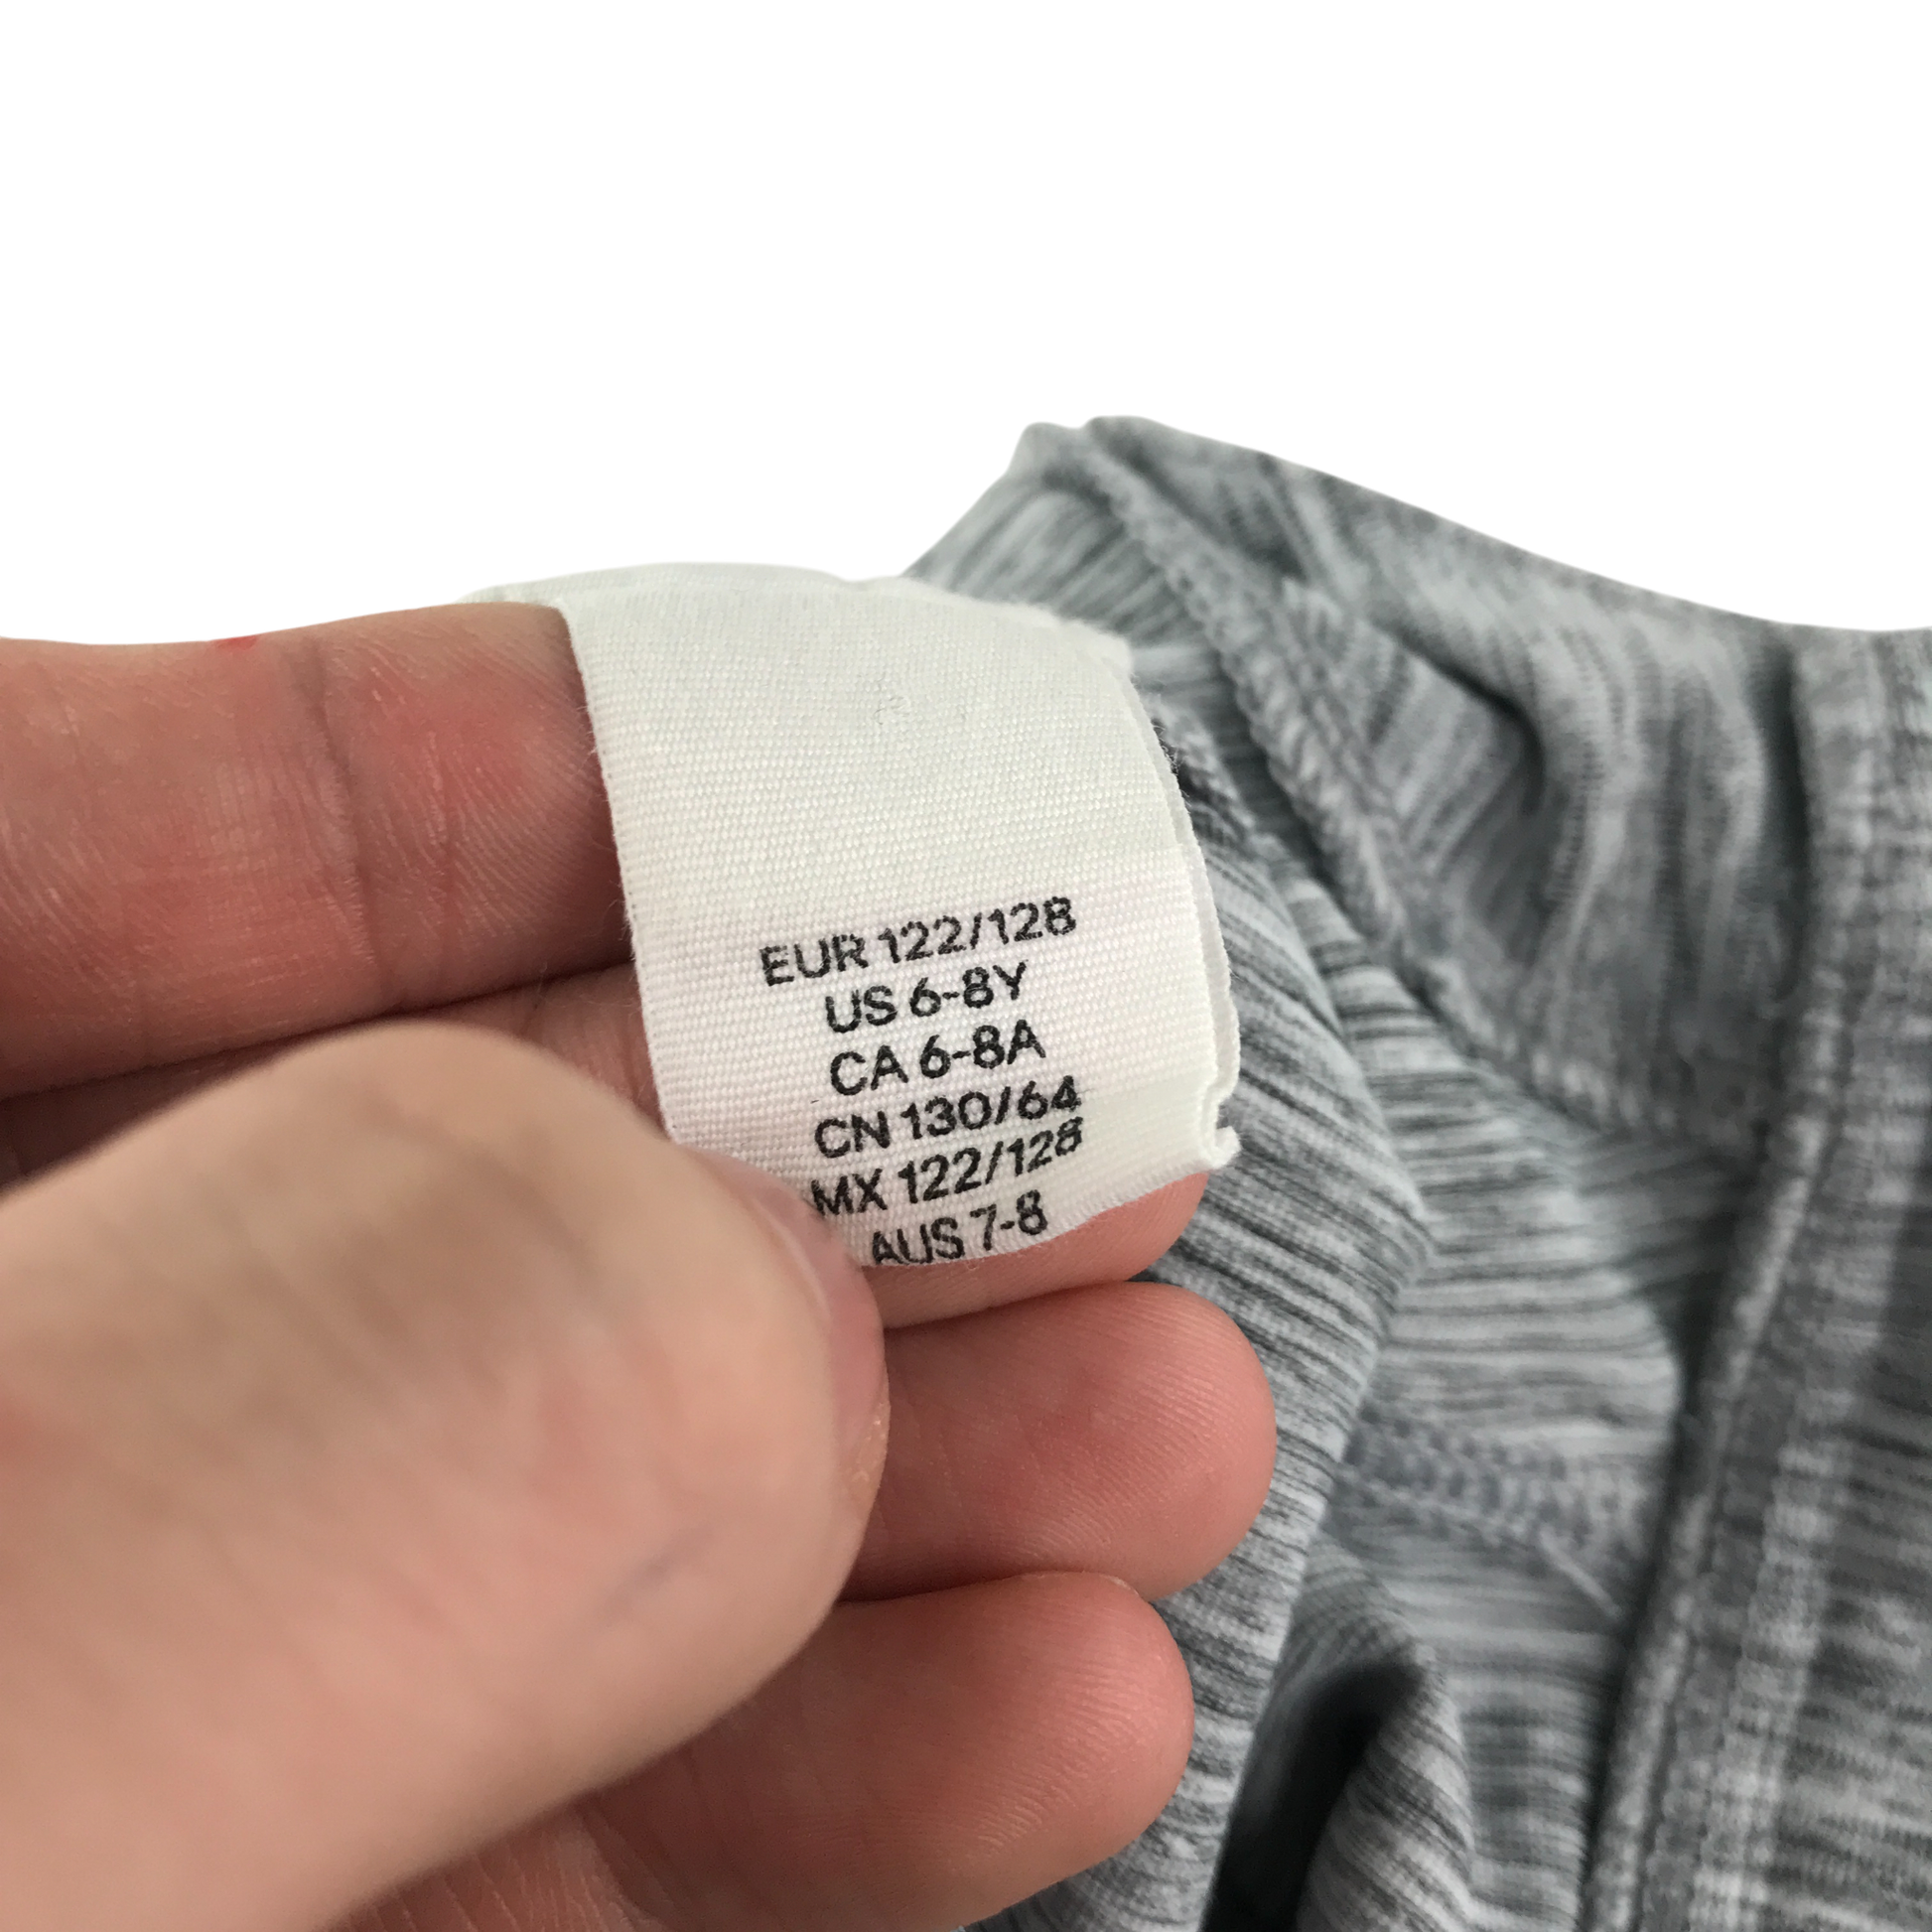 EUR 122/128
US 6-8Y
CA 6-8A
CN 130/64
MX 122/128
AUS 7-8